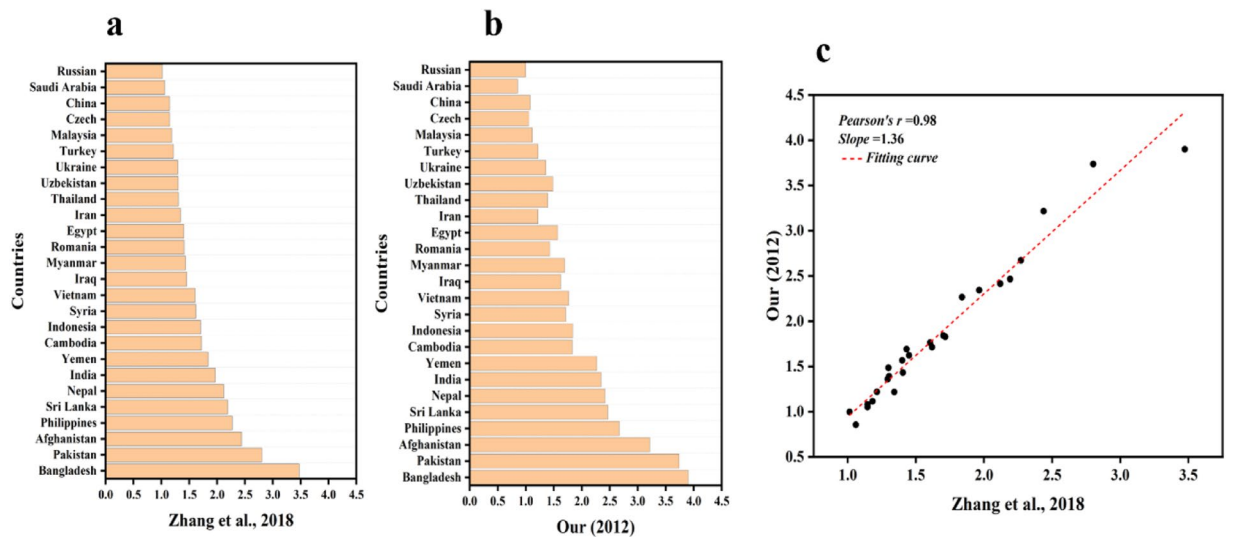 a
Countries
Russian
Saudi Arabia
China
Czech
Malaysia
Turkey
Ukraine
Uzbekistan
Thailand
Iran
Egypt
Romania
Myanmar
Iraq
Vietnam
Syria
Indonesia
Cambodia
Yemen
India
Nepal
Sri Lanka
Philippines
Afghanistan
Pakistan
Bangladesh
0.0 0.5 1.0 1.5 2.0 2.5 3.0 3.5 4.0 4.5
Zhang et al., 2018
b
Countries
Russian
Saudi Arabia
China
Czech
Malaysia
Turkey
Ukraine
Uzbekistan
Thailand
Iran
Egypt
Romania
Myanmar
Iraq
Vietnam
Syria
Indonesia
Cambodia
Yemen
India
Nepal
Sri Lanka
Philippines
Afghanistan
Pakistan
Bangladesh
0.0 0.5 1.0 1.5 2.0 2.5 3.0 3.5 4.0 4.5
Our (2012)
c
Our (2012)
4.5
4.0
3.5
3.0
2.5
2.0
1.5
1.0
0.5
Pearson's r =0.98
Slope =1.36
Fitting curve
1.0 1.5 2.0 2.5 3.0 3.5
Zhang et al., 2018